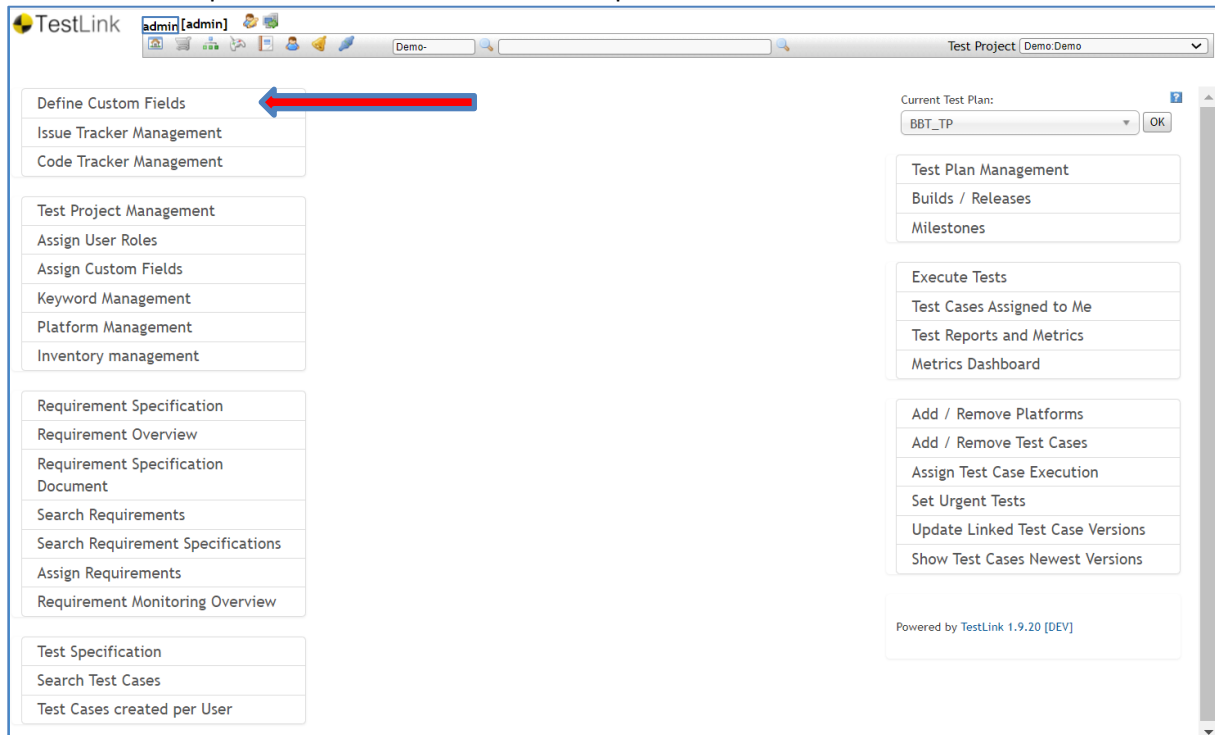 TestLink
admin [admin]
Demo-
Test Project Demo:Demo
Define Custom Fields
Issue Tracker Management
Code Tracker Management
Test Project Management
Assign User Roles
Assign Custom Fields
Keyword Management
Platform Management
Inventory management
Requirement Specification
Requirement Overview
Requirement Specification
Document
Search Requirements
Search Requirement Specifications
Assign Requirements
Requirement Monitoring Overview
Test Specification
Search Test Cases
Test Cases created per User
Current Test Plan:
?
BBT_TP
OK
Test Plan Management
Builds / Releases
Milestones
Execute Tests
Test Cases Assigned to Me
Test Reports and Metrics
Metrics Dashboard
Add / Remove Platforms
Add / Remove Test Cases
Assign Test Case Execution
Set Urgent Tests
Update Linked Test Case Versions
Show Test Cases Newest Versions
Powered by TestLink 1.9.20 [DEV]